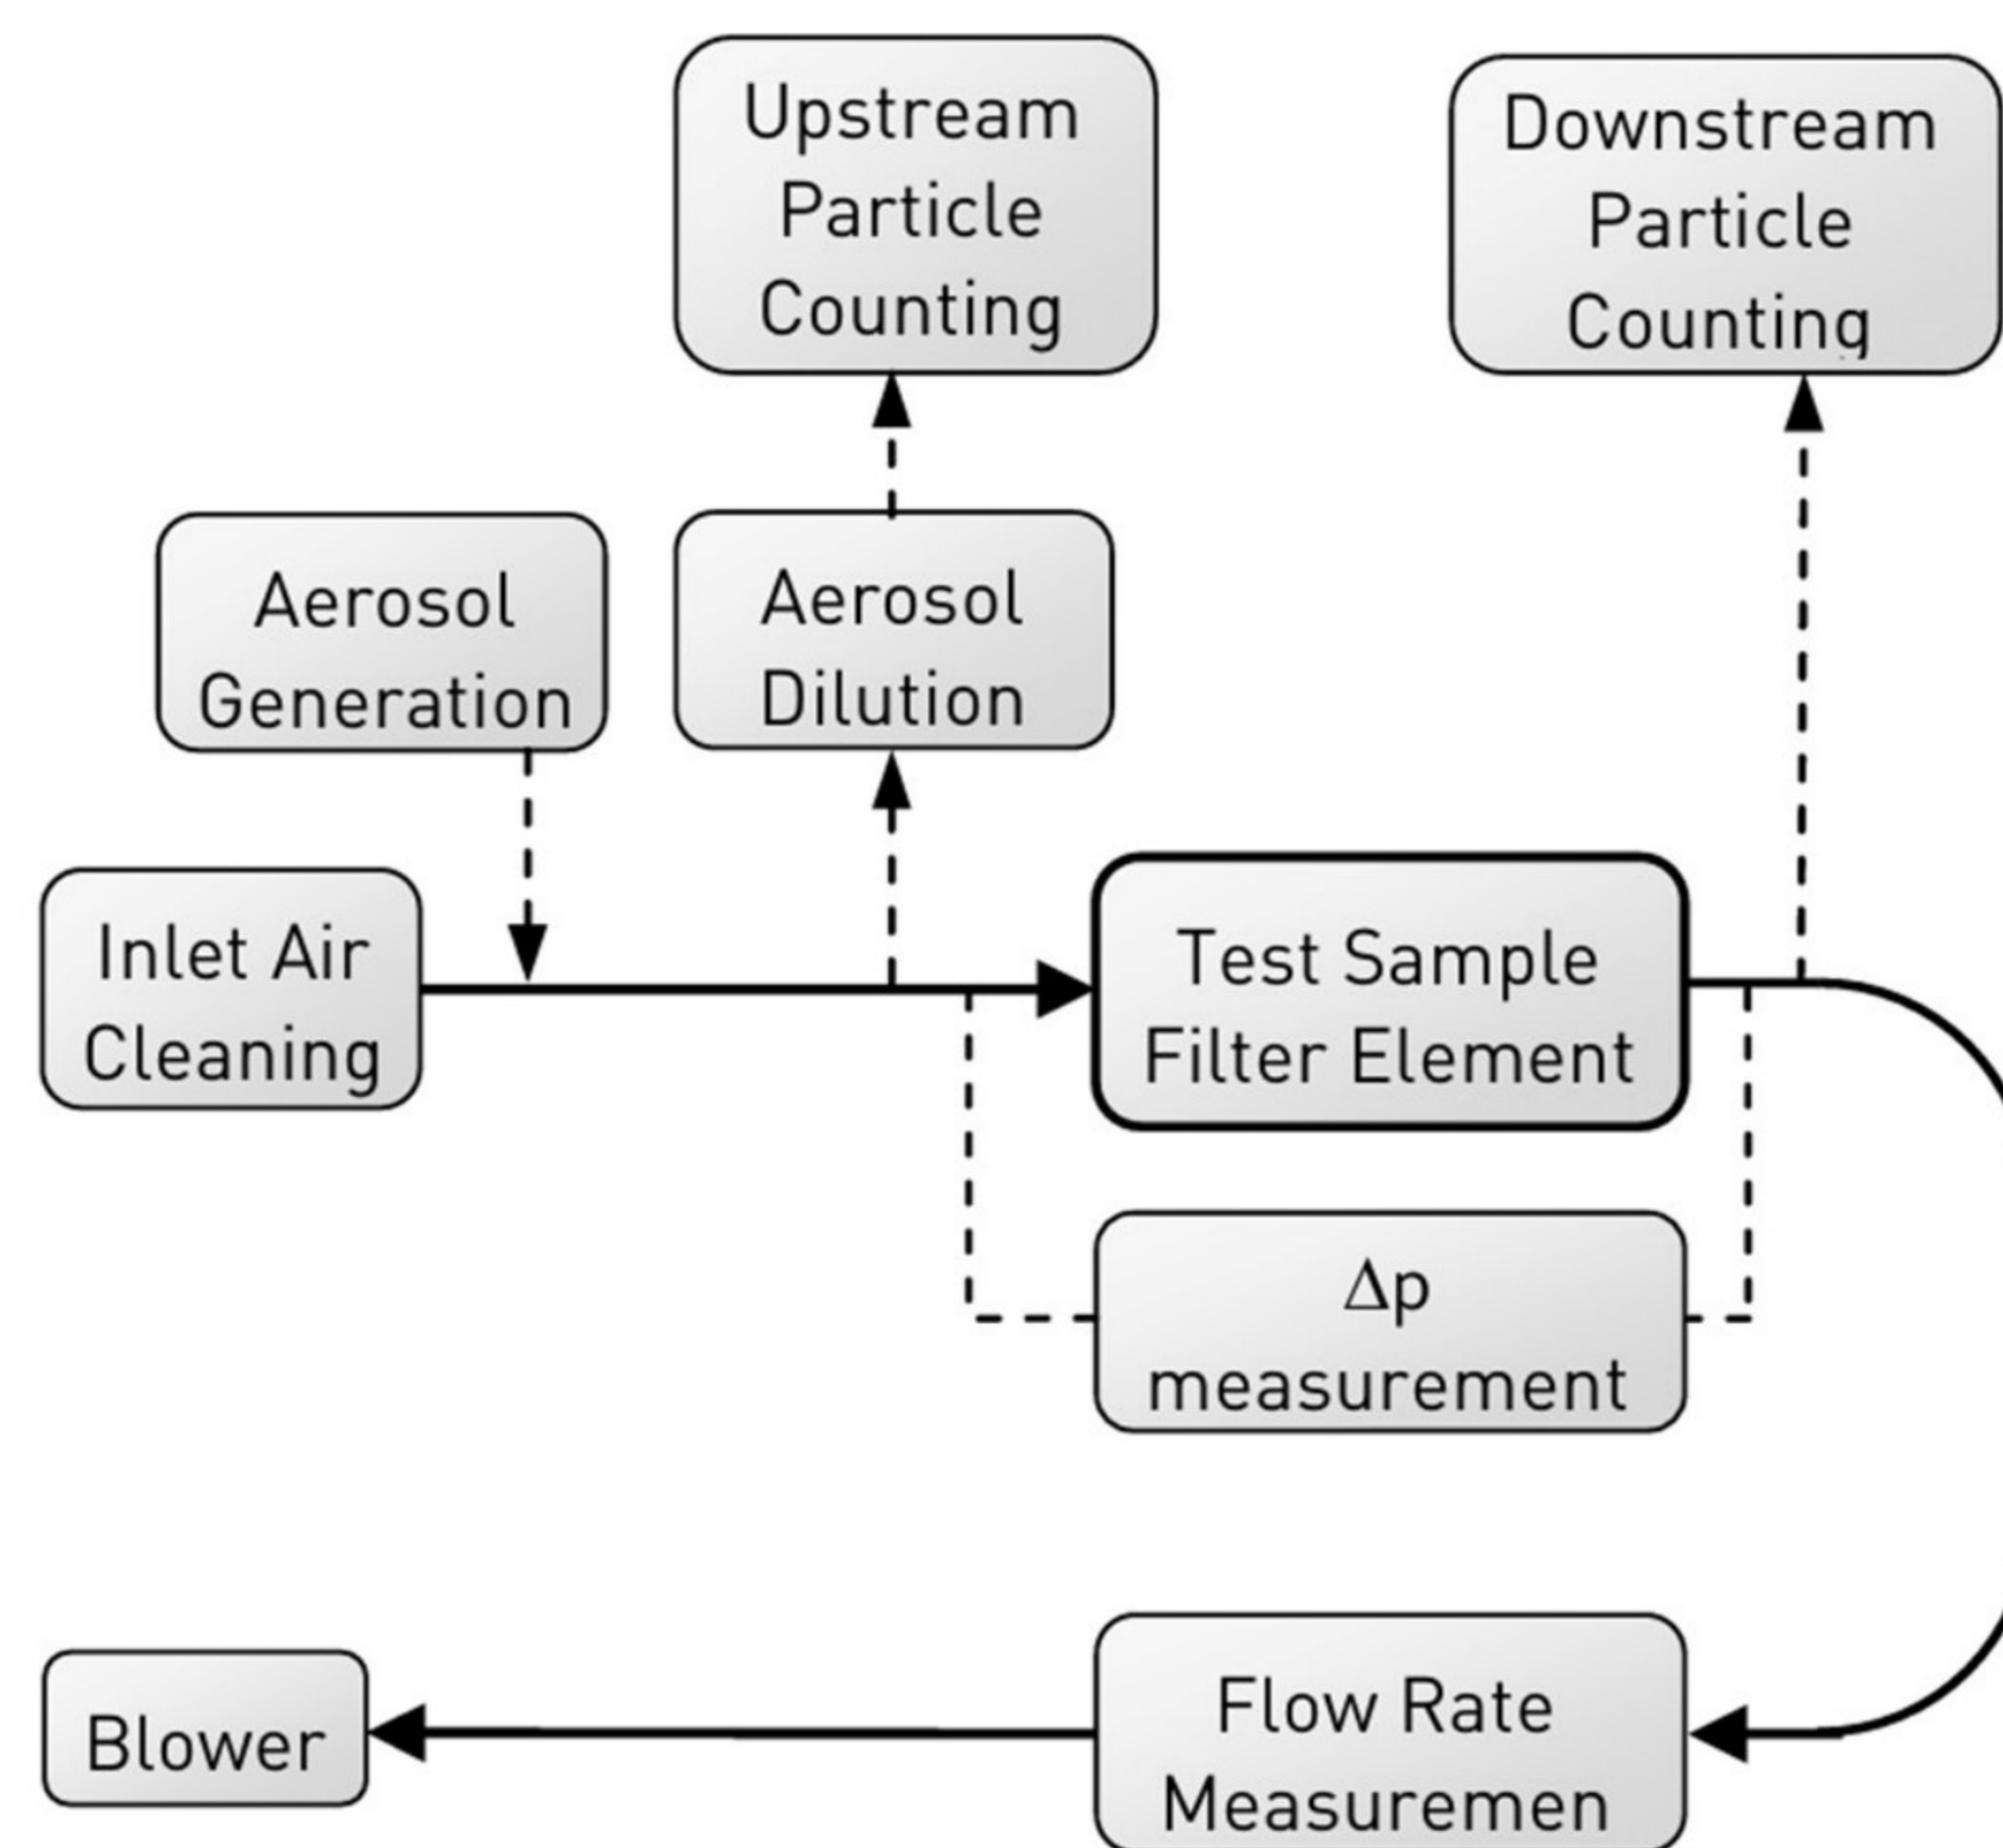 Upstream
Particle
Counting
Downstream
Particle
Counting
Aerosol
Generation
Aerosol
Dilution
Inlet Air
Cleaning
Test Sample
Filter Element
Δp
measurement
Flow Rate
Measuremen
Blower